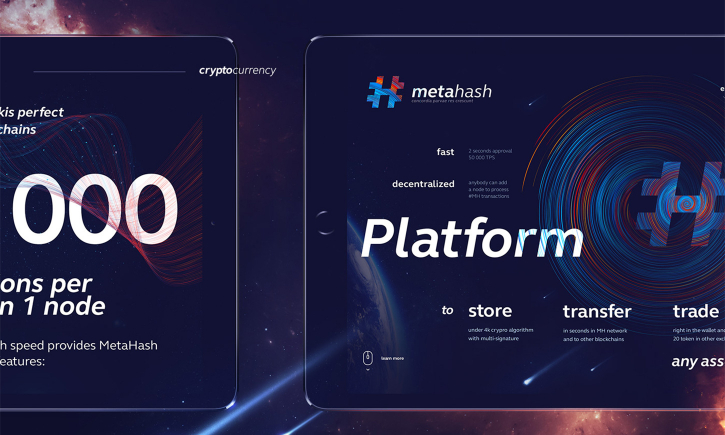 cryptocurrency
kis perfect
chains
000
ons per
n 1 node
h speed provides MetaHash
eatures:
metahash
concordia parvae res crescunt
fast
2 seconds approval
50 000 TPS
decentralized
anybody can add
a node to process
#MH transactions
Platform
to
store
under 4k crypto algorithm
with multi-signature
transfer
in seconds in MH network
and to other blockchains
trade
right in the wallet and
20 token in other exc
any ass
learn more
e